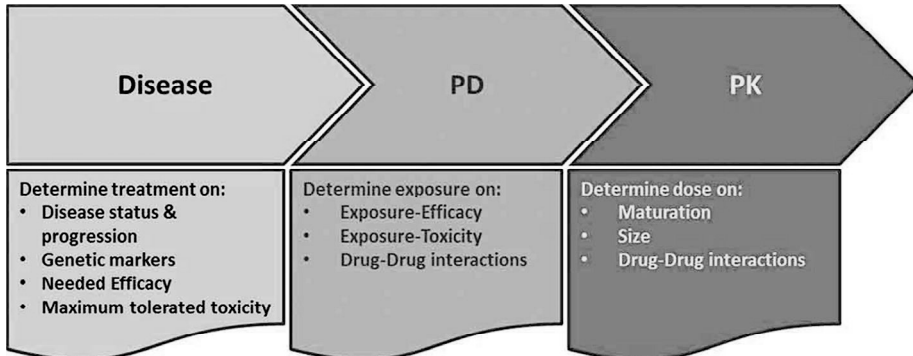 Disease
PD
PK
Determine treatment on:
• Disease status &
progression
• Genetic markers
• Needed Efficacy
• Maximum tolerated toxicity
Determine exposure on:
• Exposure-Efficacy
• Exposure-Toxicity
• Drug-Drug interactions
Determine dose on:
• Maturation
• Size
• Drug-Drug interactions